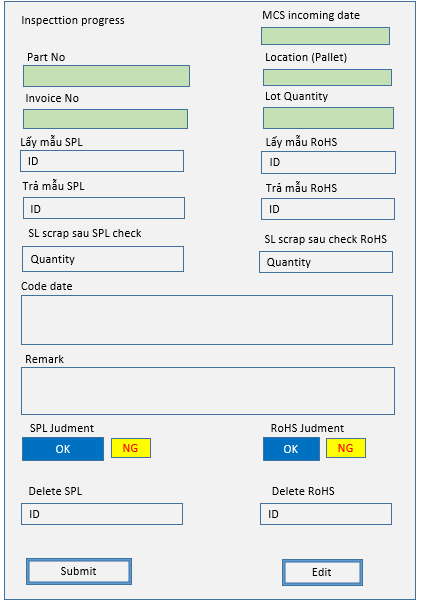 Inspecttion progress
MCS incoming date
Part No
Location (Pallet)
Invoice No
Lot Quantity
Lấy mẫu SPL
Lấy mẫu RoHS
ID
ID
Trả mẫu SPL
Trả mẫu RoHS
ID
ID
SL scrap sau SPL check
SL scrap sau check RoHS
Quantity
Quantity
Code date
Remark
SPL Judment
RoHS Judment
OK
NG
OK
NG
Delete SPL
Delete RoHS
ID
ID
Submit
Edit